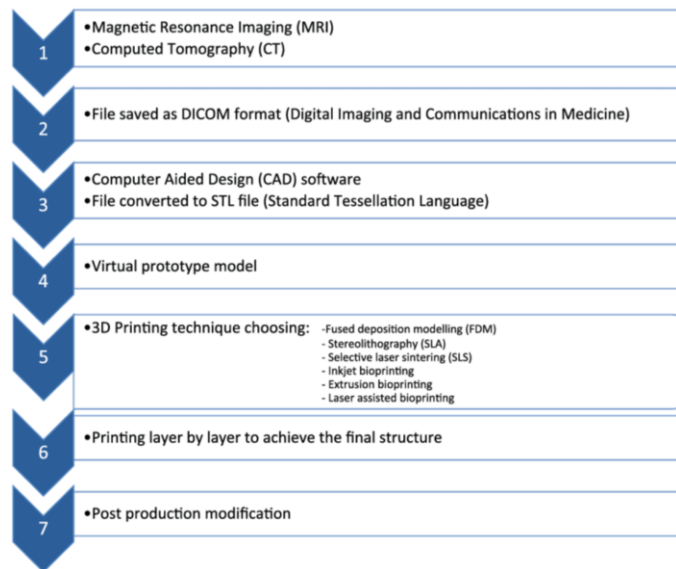 1
•Magnetic Resonance Imaging (MRI)
•Computed Tomography (CT)
2
•File saved as DICOM format (Digital Imaging and Communications in Medicine)
3
•Computer Aided Design (CAD) software
•File converted to STL file (Standard Tessellation Language)
4
•Virtual prototype model
5
•3D Printing technique choosing: -Fused deposition modelling (FDM)
- Stereolithography (SLA)
- Selective laser sintering (SLS)
- Inkjet bioprinting
- Extrusion bioprinting
- Laser assisted bioprinting
6
•Printing layer by layer to achieve the final structure
7
•Post production modification